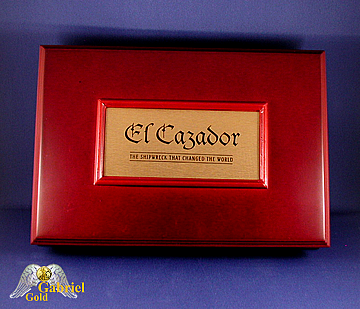 El Cazador
THE SHIPWRECK THAT CHANGED THE WORLD
Gabriel
Gold